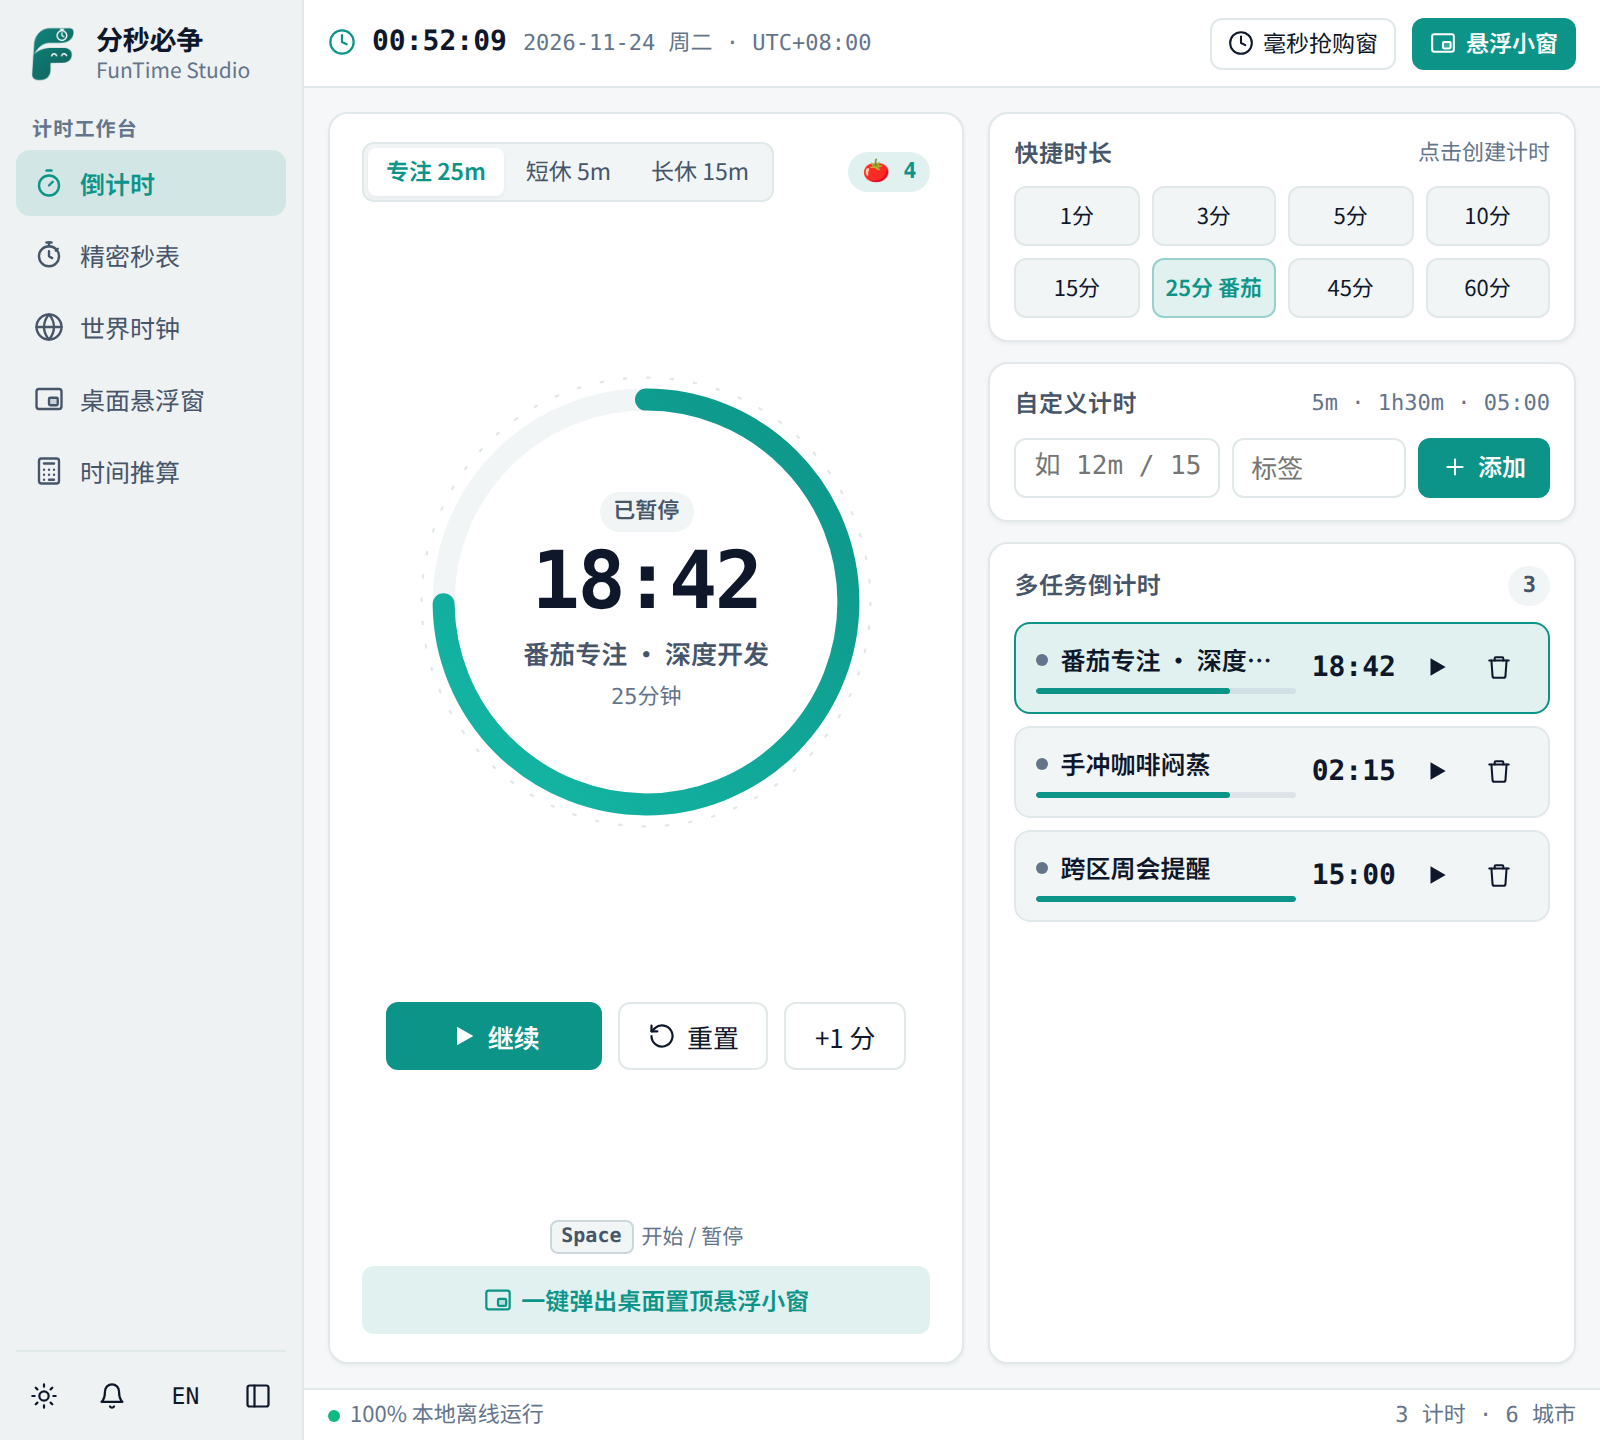 分秒必争
FunTime Studio
计时工作台
倒计时
精密秒表
世界时钟
桌面悬浮窗
时间推算
EN
00:52:09 2026-11-24 周二 · UTC+08:00
毫秒抢购窗
悬浮小窗
专注 25m 短休 5m 长休 15m
🍅 4
已暂停
18:42
番茄专注 · 深度开发
25分钟
继续 重置 +1 分
Space 开始 / 暂停
一键弹出桌面置顶悬浮小窗
快捷时长 点击创建计时
1分 3分 5分 10分
15分 25分 番茄 45分 60分
自定义计时 5m · 1h30m · 05:00
如 12m / 15 标签 添加
多任务倒计时 3
番茄专注 · 深度… 18:42
手冲咖啡闷蒸 02:15
跨区周会提醒 15:00
100% 本地离线运行
3 计时 · 6 城市